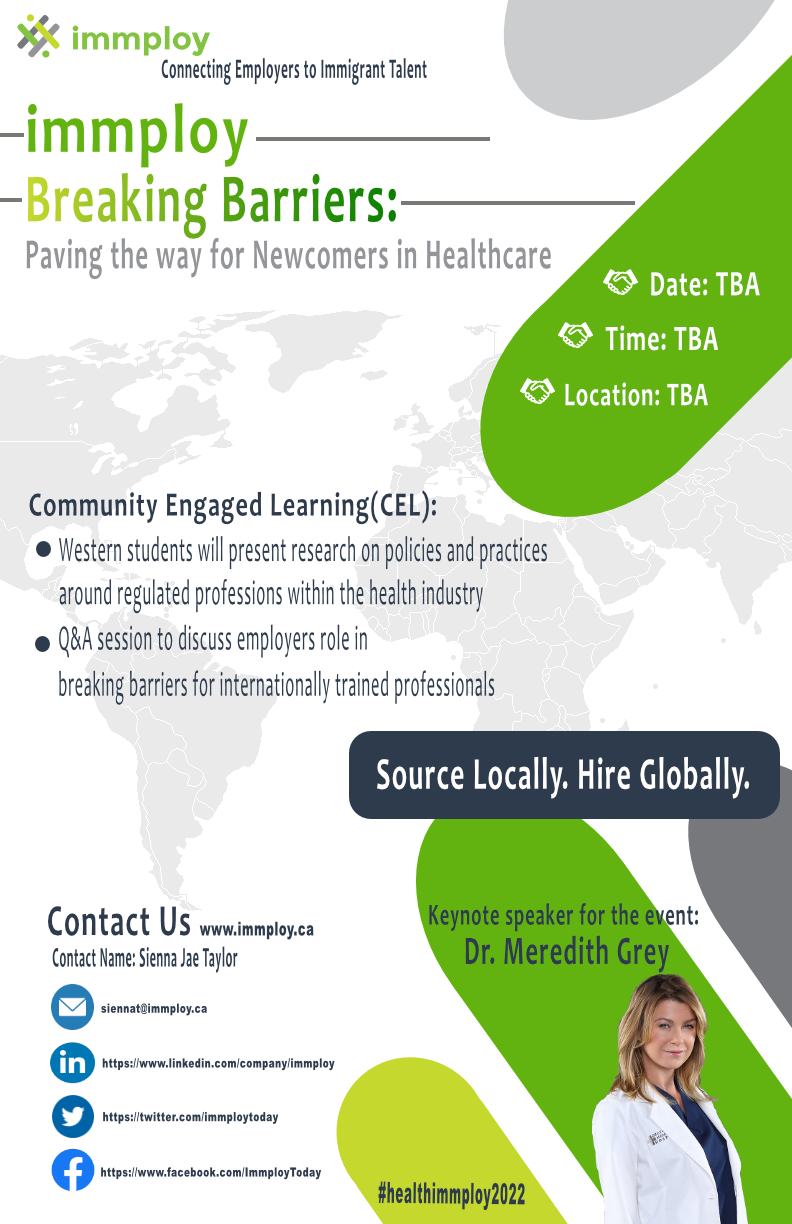 immploy
Connecting Employers to Immigrant Talent
immploy
Breaking Barriers:
Paving the way for Newcomers in Healthcare
Date: TBA
Time: TBA
Location: TBA
Community Engaged Learning(CEL):
Western students will present research on policies and practices
around regulated professions within the health industry
Q&A session to discuss employers role in
breaking barriers for internationally trained professionals
Source Locally. Hire Globally.
Contact Us www.immploy.ca
Contact Name: Sienna Jae Taylor
siennat@immploy.ca
https://www.linkedin.com/company/immploy
https://twitter.com/immploytoday
https://www.facebook.com/ImmployToday
Keynote speaker for the event:
Dr. Meredith Grey
#healthimmploy2022